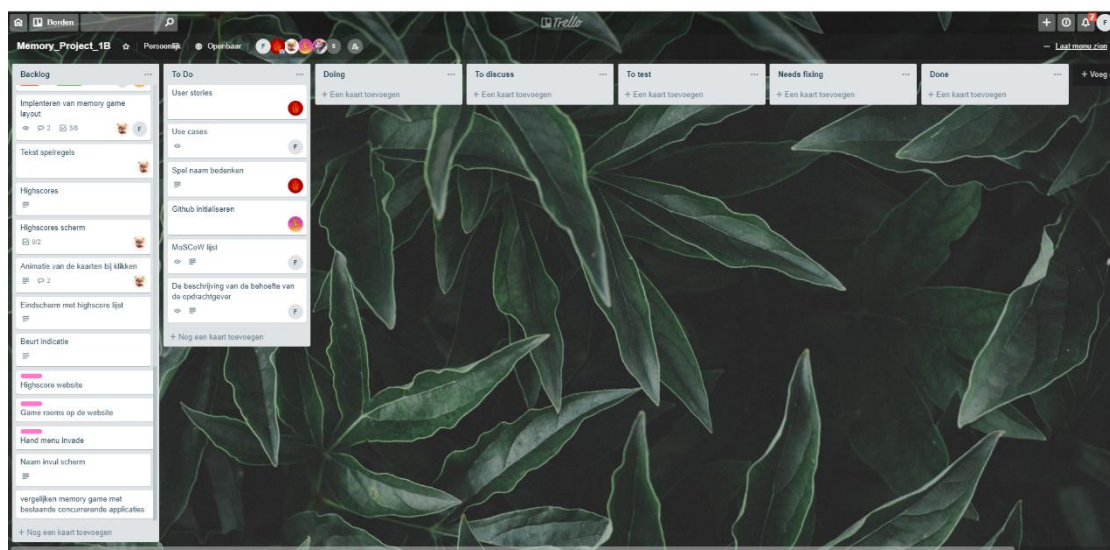 Borden
Trello
2
F
Memory_Project_1B
Persoonlijk
Openbaar
F
Laat menu zien
Backlog
Implenteren van memory game
layout
2
3/6
F
Tekst spelregels
Highscores
Highscores scherm
0/2
Animatie van de kaarten bij klikken
2
Eindscherm met highscore lijst
Beurt indicatie
Highscore website
Game rooms op de website
Hand menu invade
Naam invul scherm
vergelijken memory game met
bestaande concurrerende applicaties
+ Nog een kaart toevoegen
To Do
User stories
Use cases
F
Spel naam bedenken
Github initialiseren
MoSCoW lijst
F
De beschrijving van de behoefte van
de opdrachtgever
F
+ Nog een kaart toevoegen
Doing
+ Een kaart toevoegen
To discuss
+ Een kaart toevoegen
To test
+ Een kaart toevoegen
Needs fixing
+ Een kaart toevoegen
Done
+ Een kaart toevoegen
+ Voeg